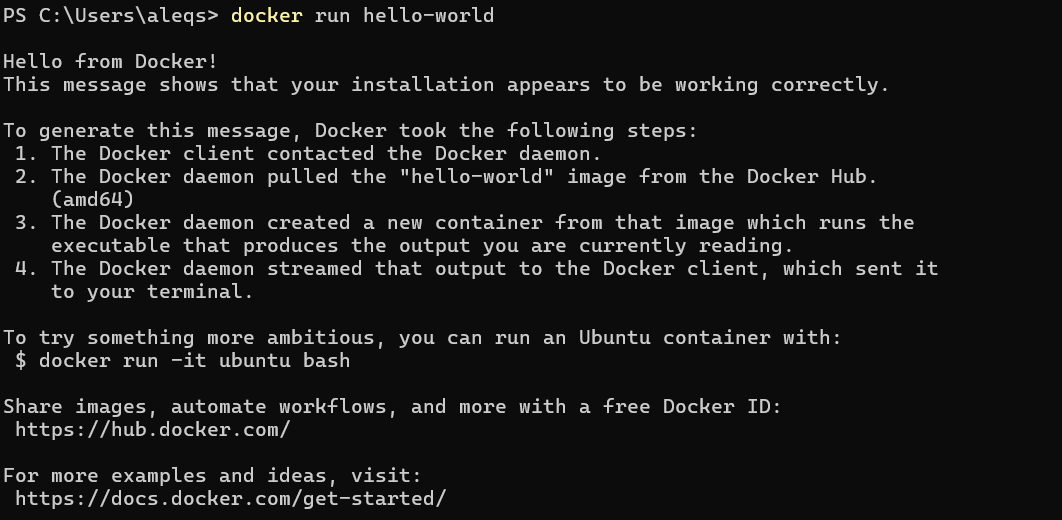 PS C:\Users\aleqs> docker run hello-world
Hello from Docker!
This message shows that your installation appears to be working correctly.
To generate this message, Docker took the following steps:
1. The Docker client contacted the Docker daemon.
2. The Docker daemon pulled the "hello-world" image from the Docker Hub.
(amd64)
3. The Docker daemon created a new container from that image which runs the
executable that produces the output you are currently reading.
4. The Docker daemon streamed that output to the Docker client, which sent it
to your terminal.
To try something more ambitious, you can run an Ubuntu container with:
$ docker run -it ubuntu bash
Share images, automate workflows, and more with a free Docker ID:
https://hub.docker.com/
For more examples and ideas, visit:
https://docs.docker.com/get-started/